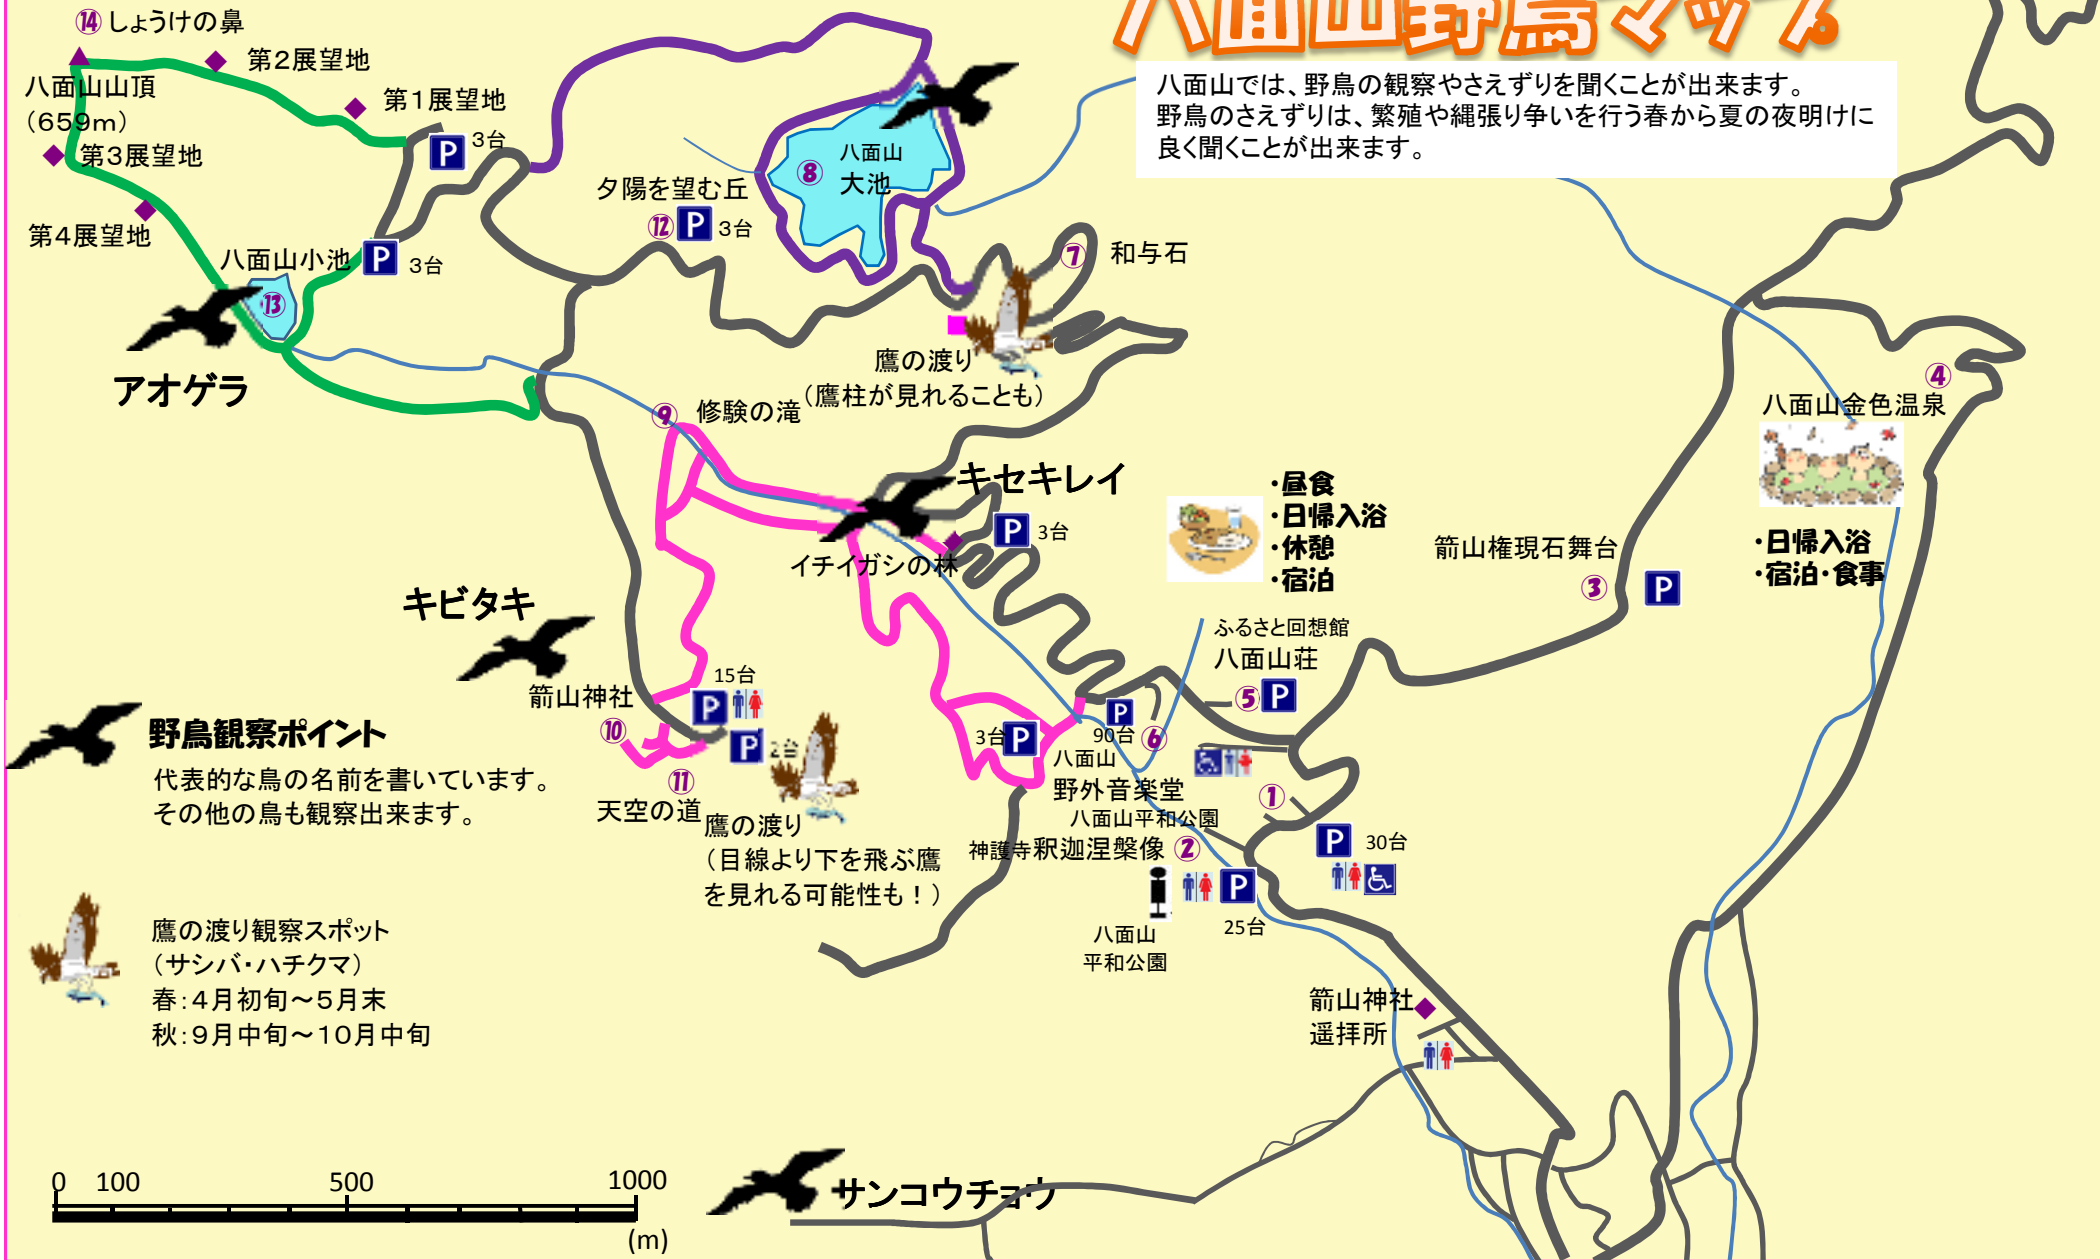 八面山野鳥マップ
八面山では、野鳥の観察やさえずりを聞くことが出来ます。
野鳥のさえずりは、繁殖や縄張り争いを行う春から夏の夜明けに
良く聞くことが出来ます。
⑭しょうけの鼻
第2展望地
八面山山頂
(659m)
第1展望地
P 3台
第3展望地
第4展望地
八面山小池
P 3台
⑬
アオゲラ
夕陽を望む丘
⑫ P 3台
⑧
八面山
大池
⑦ 和与石
鷹の渡り
(鷹柱が見れることも)
④
八面山金色温泉
・日帰入浴
・宿泊・食事
⑨ 修験の滝
キセキレイ
P 3台
イチイガシの林
・昼食
・日帰入浴
・休憩
・宿泊
箭山権現石舞台
③ P
キビタキ
ふるさと回想館
八面山荘
⑤ P
箭山神社
⑩
15台
P
P 2台
⑪
天空の道
鷹の渡り
(目線より下を飛ぶ鷹
を見れる可能性も!)
3台 P
P
90台 ⑥
八面山
野外音楽堂
①
八面山平和公園
神護寺釈迦涅槃像 ②
P 30台
P
25台
八面山
平和公園
箭山神社
遥拝所
野鳥観察ポイント
代表的な鳥の名前を書いています。
その他の鳥も観察出来ます。
鷹の渡り観察スポット
(サシバ・ハチクマ)
春:4月初旬~5月末
秋:9月中旬~10月中旬
0 100 500 1000
(m)
サンコウチョウ